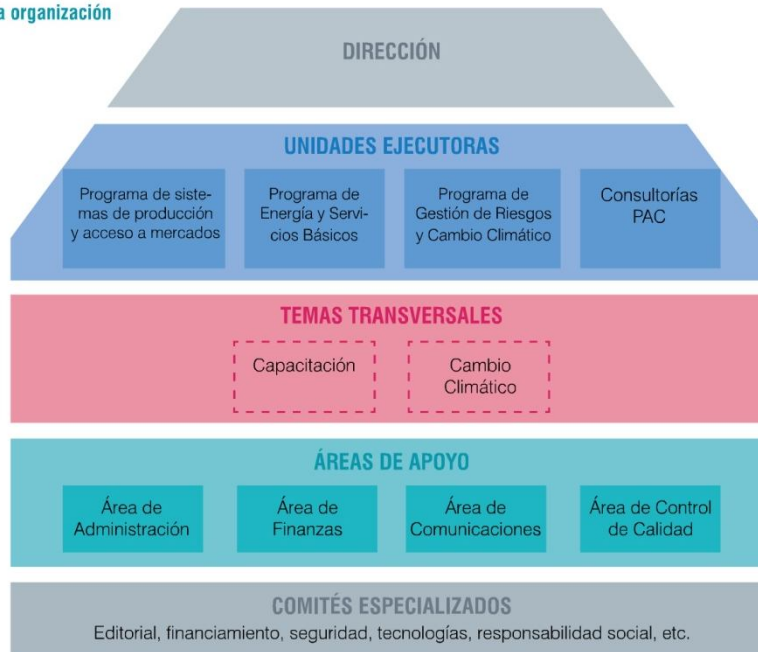 a organización
DIRECCIÓN
UNIDADES EJECUTORAS
Programa de siste-
mas de producción
y acceso a mercados
Programa de
Energía y Servi-
cios Básicos
Programa de
Gestión de Riesgos
y Cambio Climático
Consultorías
PAC
TEMAS TRANSVERSALES
Capacitación
Cambio
Climático
ÁREAS DE APOYO
Área de
Administración
Área de
Finanzas
Área de
Comunicaciones
Área de Control
de Calidad
COMITÉS ESPECIALIZADOS
Editorial, financiamiento, seguridad, tecnologías, responsabilidad social, etc.